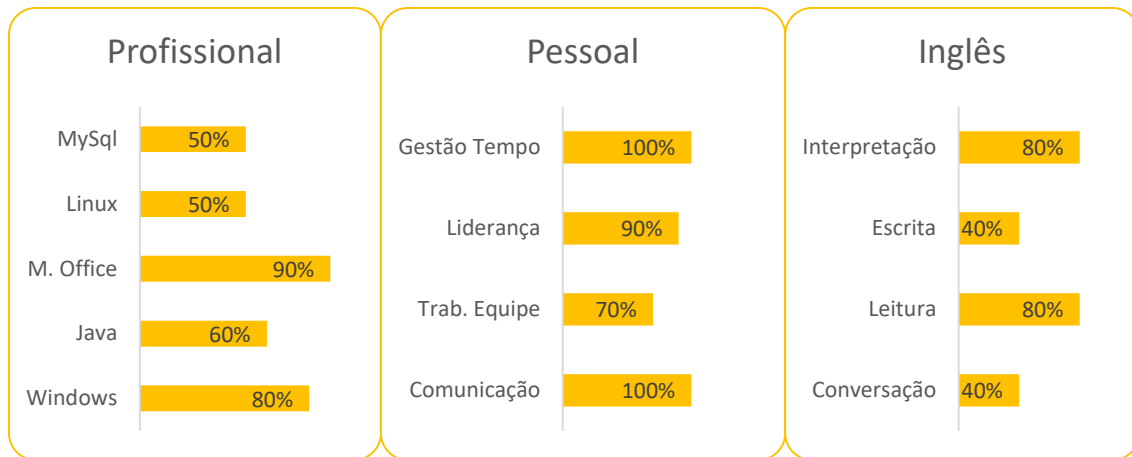 Profissional
MySql 50%
Linux 50%
M. Office 90%
Java 60%
Windows 80%
Pessoal
Gestão Tempo 100%
Liderança 90%
Trab. Equipe 70%
Comunicação 100%
Inglês
Interpretação 80%
Escrita 40%
Leitura 80%
Conversação 40%